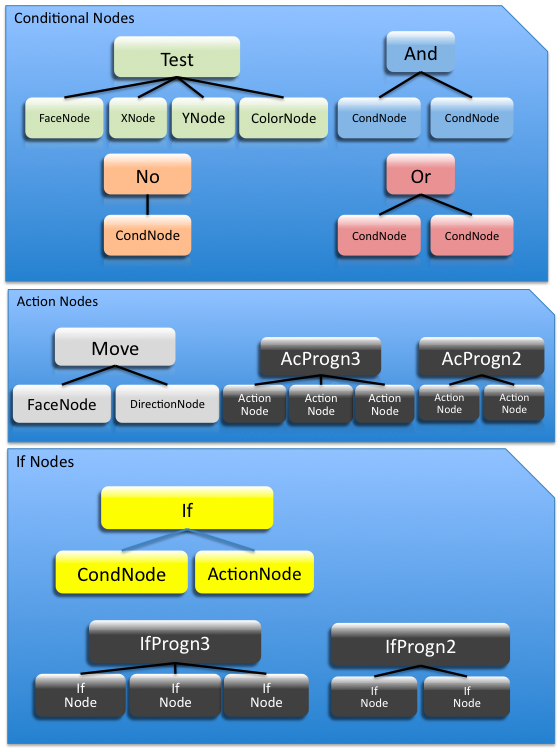 Conditional Nodes
Test
And
FaceNode XNode YNode ColorNode
CondNode CondNode
No
Or
CondNode
CondNode CondNode
Action Nodes
Move
AcProgn3
AcProgn2
FaceNode DirectionNode
Action
Node
Action
Node
Action
Node
Action
Node
Action
Node
If Nodes
If
CondNode ActionNode
IfProgn3
IfProgn2
If
Node
If
Node
If
Node
If
Node
If
Node